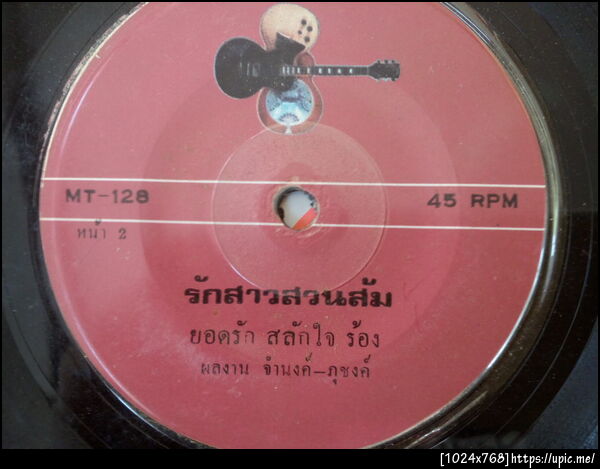 MT-128
45 RPM
หน้า 2
รักสาวสวนส้ม
ยอดรัก สลักใจ ร้อง
ผลงาน จำนงค์-ภุชงค์
[1024x768]https://upic.me/